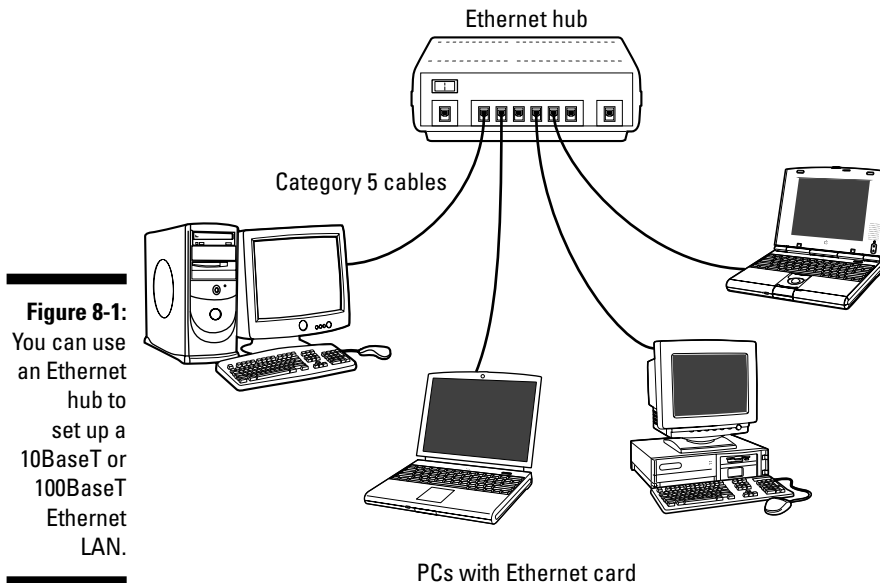 Ethernet hub
Category 5 cables
Figure 8-1:
You can use
an Ethernet
hub to
set up a
10BaseT or
100BaseT
Ethernet
LAN.
PCs with Ethernet card